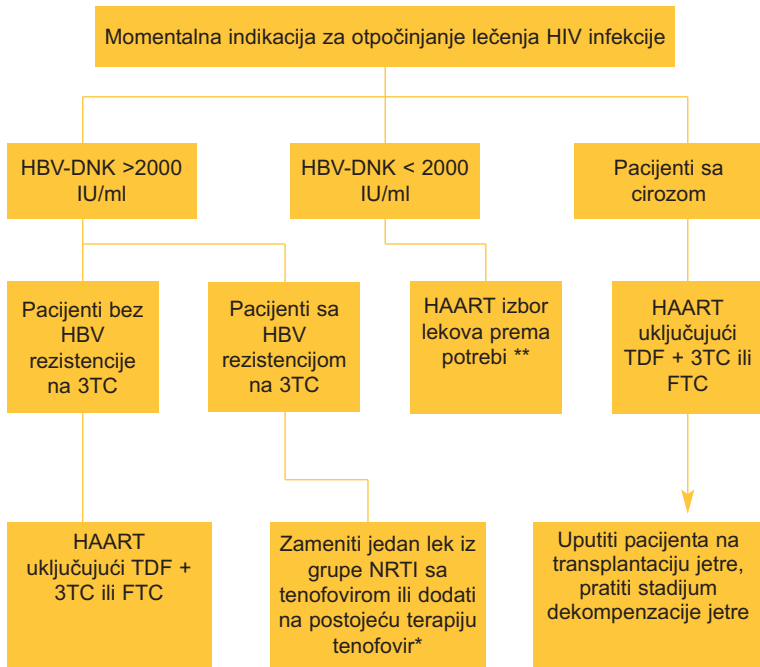 Momentalna indikacija za otpočinjanje lečenja HIV infekcije
HBV-DNK >2000
IU/ml
HBV-DNK < 2000
IU/ml
Pacijenti sa
cirozom
Pacijenti bez
HBV
rezistencije
na 3TC
Pacijenti sa
HBV
rezistencijom
na 3TC
HAART izbor
lekova prema
potrebi **
HAART
uključujući
TDF + 3TC ili
FTC
HAART
uključujući TDF +
3TC ili FTC
Zameniti jedan lek iz
grupe NRTI sa
tenofovirom ili dodati
na postojeću terapiju
tenofovir*
Uputiti pacijenta na
transplantaciju jetre,
pratiti stadijum
dekompenzacije jetre